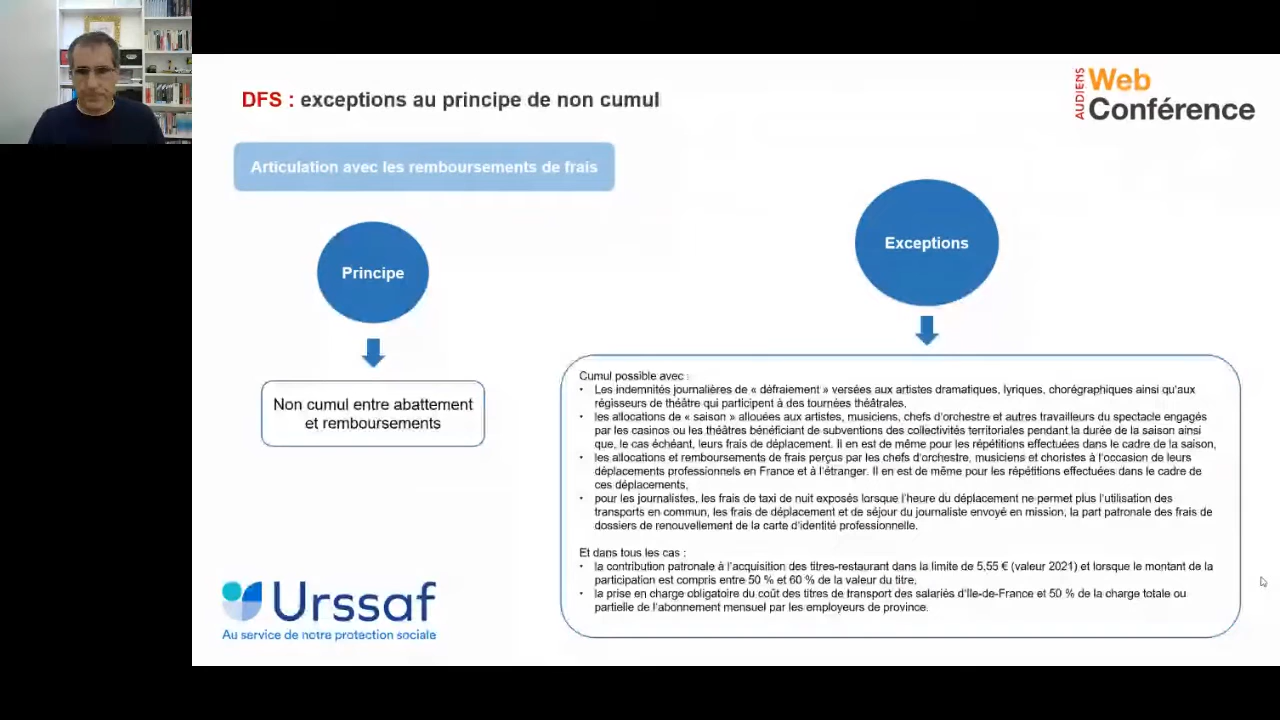 DFS : exceptions au principe de non cumul
AUDIENS
Web
Conférence
Articulation avec les remboursements de frais
Principe
Non cumul entre abattement
et remboursements
Exceptions
Cumul possible avec :
• Les indemnités journalières de « défraiement » versées aux artistes dramatiques, lyriques, chorégraphiques ainsi qu'aux
régisseurs de théâtre qui participent à des tournées théâtrales,
• les allocations de « saison » allouées aux artistes, musiciens, chefs d'orchestre et autres travailleurs du spectacle engagés
par les casinos ou les théâtres bénéficiant de subventions des collectivités territoriales pendant la durée de la saison ainsi
que, le cas échéant, leurs frais de déplacement. Il en est de même pour les répétitions effectuées dans le cadre de la saison,
• les allocations et remboursements de frais perçus par les chefs d'orchestre, musiciens et choristes à l'occasion de leurs
déplacements professionnels en France et à l'étranger. Il en est de même pour les répétitions effectuées dans le cadre de
ces déplacements,
• pour les journalistes, les frais de taxi de nuit exposés lorsque l'heure du déplacement ne permet plus l'utilisation des
transports en commun, les frais de déplacement et de séjour du journaliste envoyé en mission, la part patronale des frais de
dossiers de renouvellement de la carte d'identité professionnelle.
Et dans tous les cas :
• la contribution patronale à l'acquisition des titres-restaurant dans la limite de 5,55 € (valeur 2021) et lorsque le montant de la
participation est compris entre 50 % et 60 % de la valeur du titre,
• la prise en charge obligatoire du coût des titres de transport des salariés d'Ile-de-France et 50 % de la charge totale ou
partielle de l'abonnement mensuel par les employeurs de province.
Urssaf
Au service de notre protection sociale